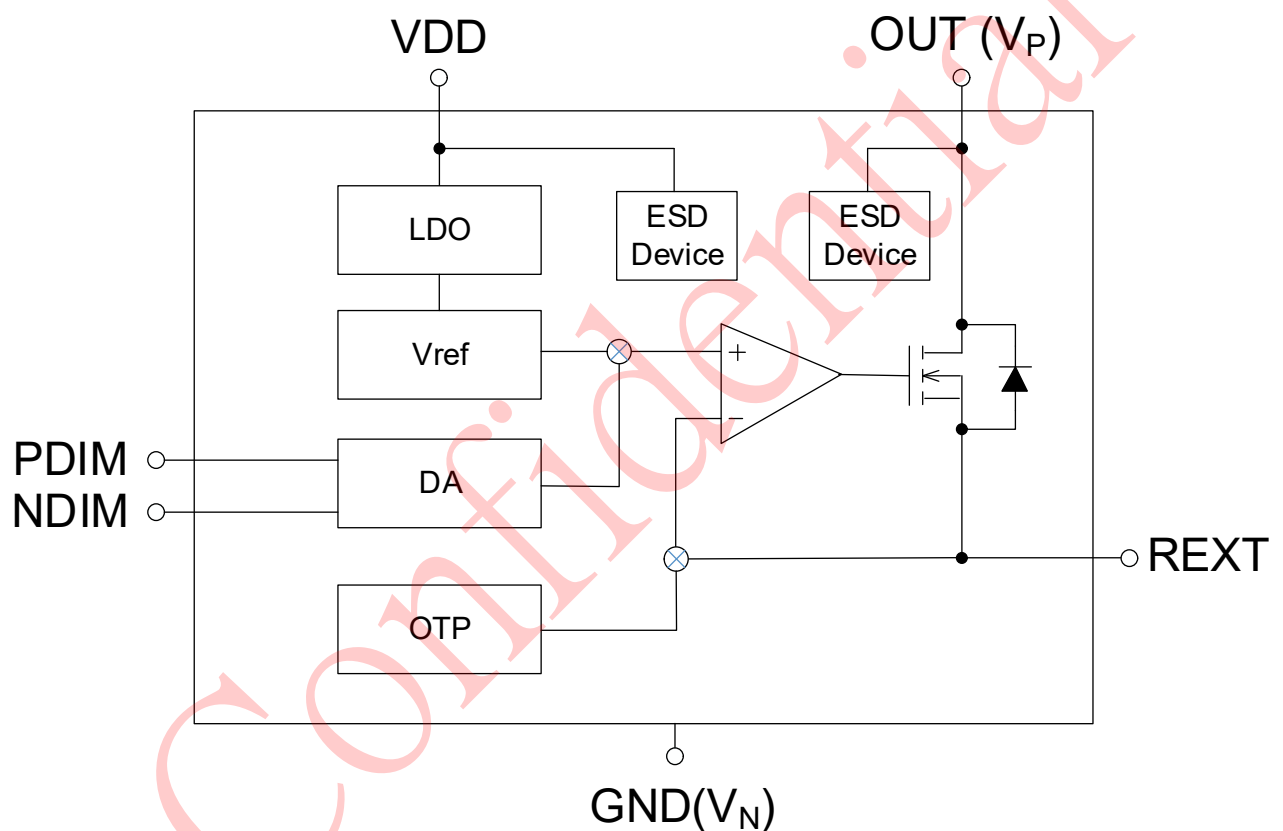 VDD
OUT (VP)
LDO
ESD
Device
ESD
Device
Vref
+
−
PDIM
NDIM
DA
REXT
OTP
GND(VN)
Confidential